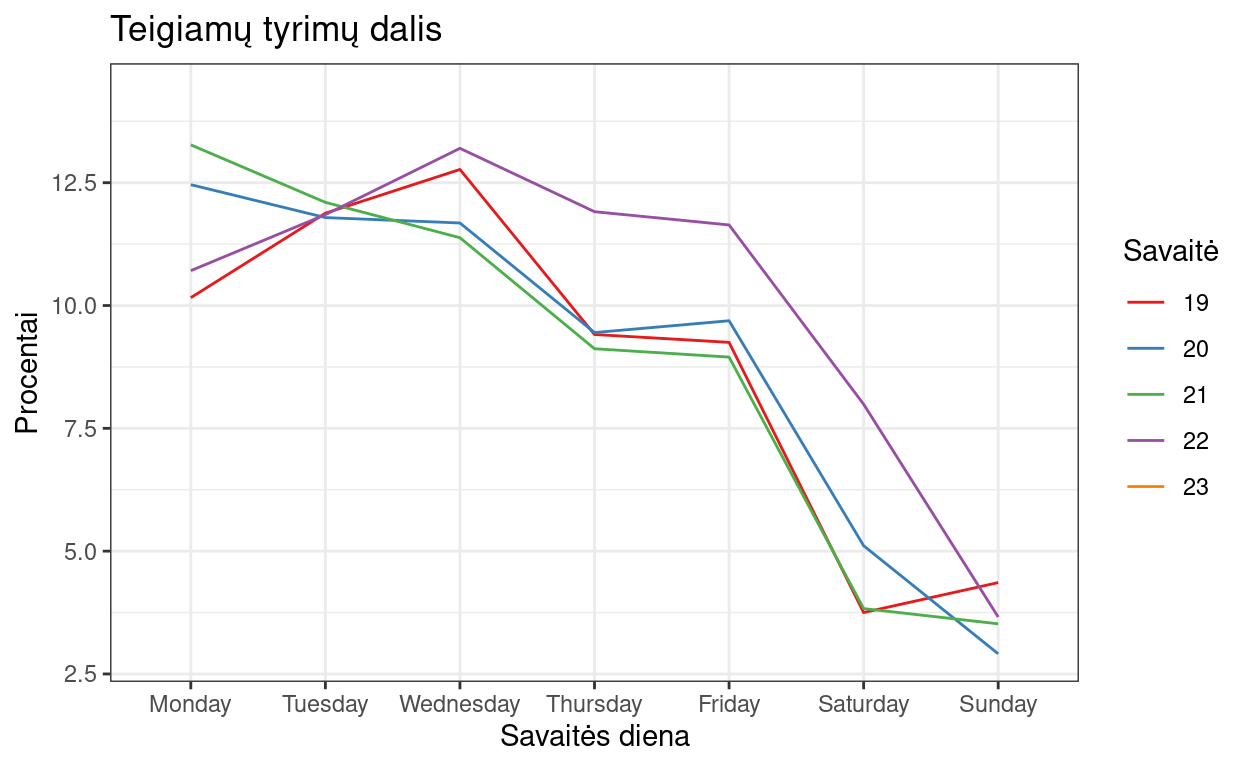 Teigiamų tyrimų dalis
Procentai
12.5
10.0
7.5
5.0
2.5
Monday Tuesday Wednesday Thursday Friday Saturday Sunday
Savaitės diena
Savaitė
19
20
21
22
23